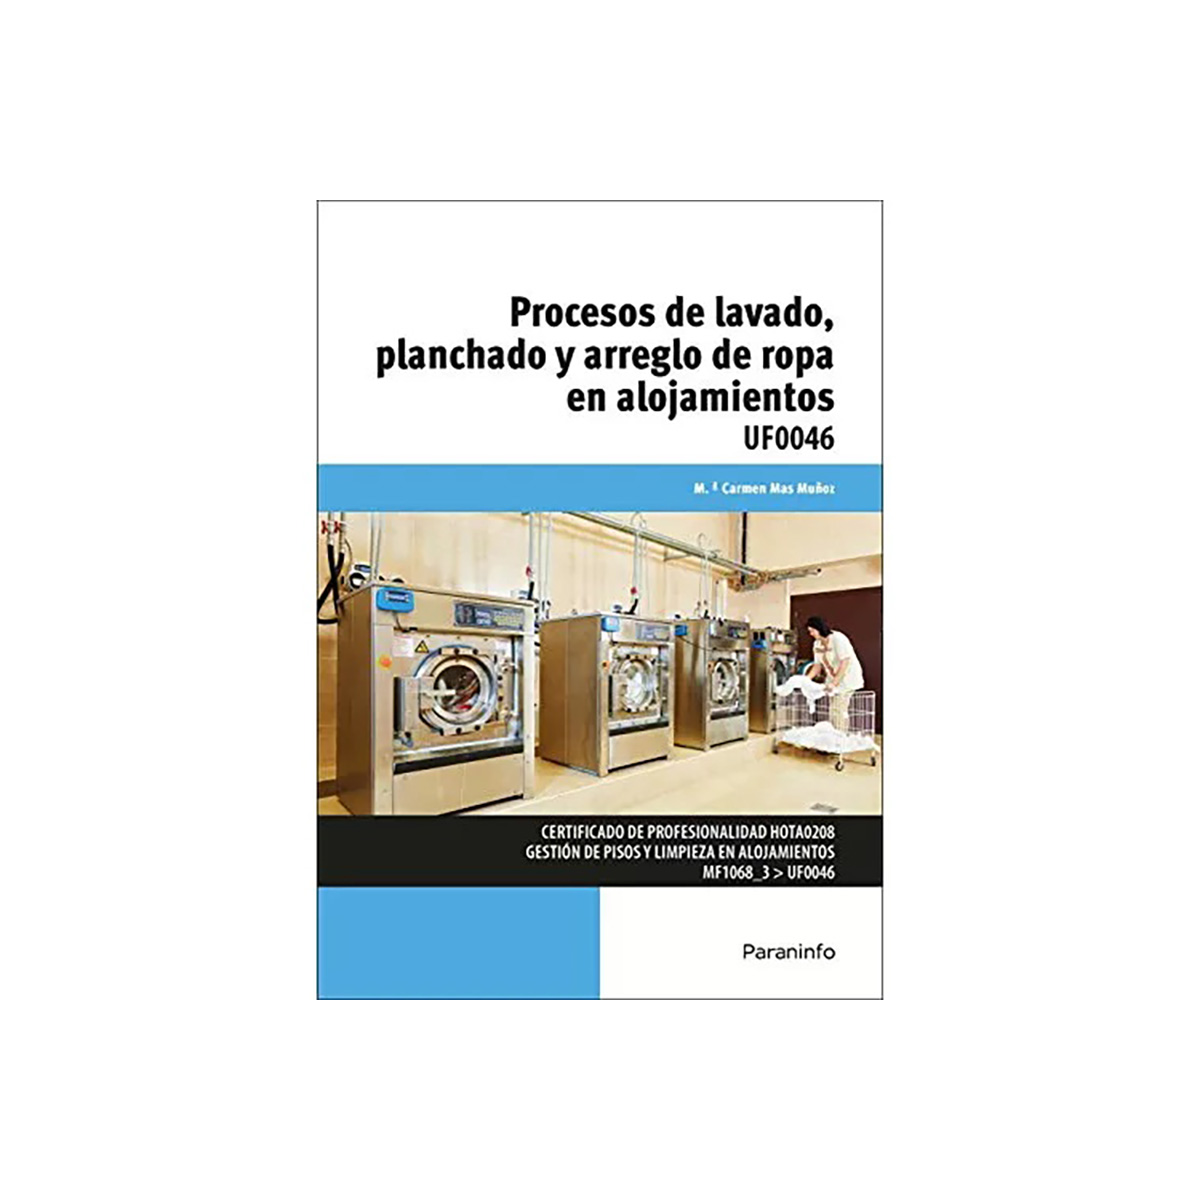 Procesos de lavado,
planchado y arreglo de ropa
en alojamientos
UF0046
M.ª Carmen Mas Muñoz
CERTIFICADO DE PROFESIONALIDAD HOTA0208
GESTIÓN DE PISOS Y LIMPIEZA EN ALOJAMIENTOS
MF1068_3 > UF0046
Paraninfo